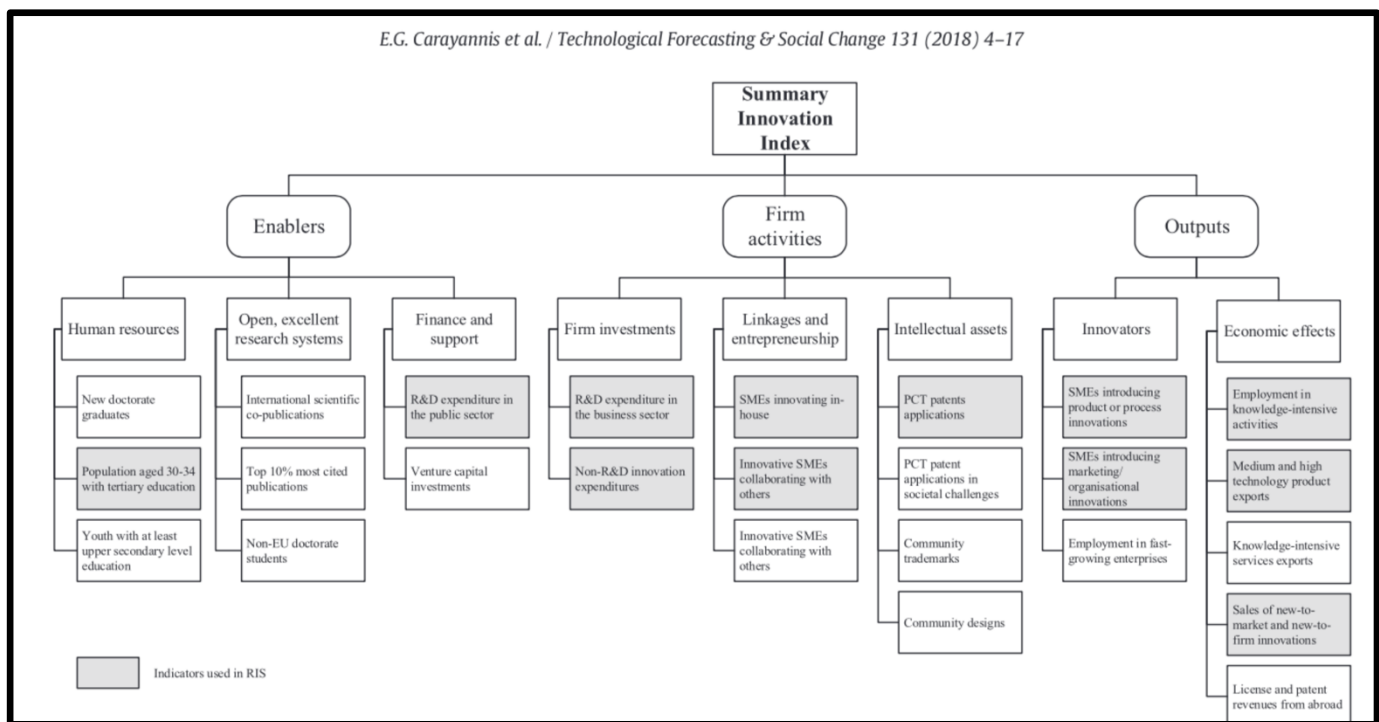 E.G. Carayannis et al. / Technological Forecasting & Social Change 131 (2018) 4–17
Summary
Innovation
Index
Enablers
Firm
activities
Outputs
Human resources
Open, excellent
research systems
Finance and
support
Firm investments
Linkages and
entrepreneurship
Intellectual assets
Innovators
Economic effects
New doctorate
graduates
Population aged 30-34
with tertiary education
Youth with at least
upper secondary level
education
International scientific
co-publications
Top 10% most cited
publications
Non-EU doctorate
students
R&D expenditure in
the public sector
Venture capital
investments
R&D expenditure in
the business sector
Non-R&D innovation
expenditures
SMEs innovating in-
house
Innovative SMEs
collaborating with
others
Innovative SMEs
collaborating with
others
PCT patents
applications
PCT patent
applications in
societal challenges
Community
trademarks
Community designs
SMEs introducing
product or process
innovations
SMEs introducing
marketing/
organisational
innovations
Employment in fast-
growing enterprises
Employment in
knowledge-intensive
activities
Medium and high
technology product
exports
Knowledge-intensive
services exports
Sales of new-to-
market and new-to-
firm innovations
License and patent
revenues from abroad
Indicators used in RIS